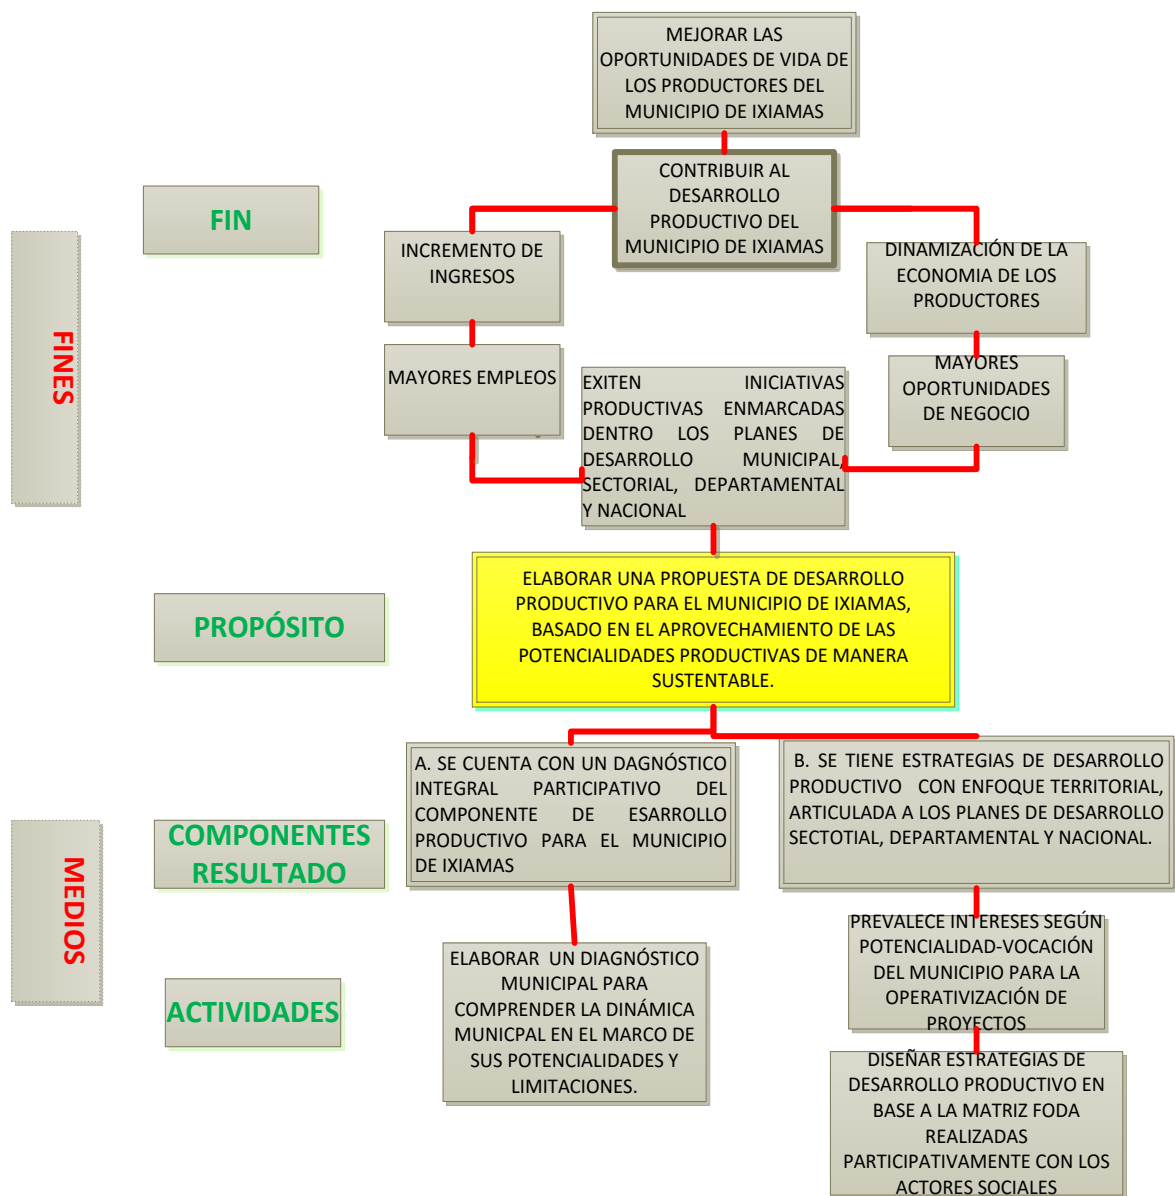 MEJORAR LAS
OPORTUNIDADES DE VIDA DE
LOS PRODUCTORES DEL
MUNICIPIO DE IXIAMAS
CONTRIBUIR AL
DESARROLLO
PRODUCTIVO DEL
MUNICIPIO DE IXIAMAS
FIN
FINES
INCREMENTO DE
INGRESOS
DINAMIZACIÓN DE LA
ECONOMIA DE LOS
PRODUCTORES
MAYORES EMPLEOS
EXITEN INICIATIVAS
PRODUCTIVAS ENMARCADAS
DENTRO LOS PLANES DE
DESARROLLO MUNICIPAL,
SECTORIAL, DEPARTAMENTAL
Y NACIONAL
MAYORES
OPORTUNIDADES
DE NEGOCIO
PROPÓSITO
ELABORAR UNA PROPUESTA DE DESARROLLO
PRODUCTIVO PARA EL MUNICIPIO DE IXIAMAS,
BASADO EN EL APROVECHAMIENTO DE LAS
POTENCIALIDADES PRODUCTIVAS DE MANERA
SUSTENTABLE.
MEDIOS
COMPONENTES
RESULTADO
A. SE CUENTA CON UN DAGNÓSTICO
INTEGRAL PARTICIPATIVO DEL
COMPONENTE DE ESARROLLO
PRODUCTIVO PARA EL MUNICIPIO
DE IXIAMAS
B. SE TIENE ESTRATEGIAS DE DESARROLLO
PRODUCTIVO CON ENFOQUE TERRITORIAL,
ARTICULADA A LOS PLANES DE DESARROLLO
SECTOTIAL, DEPARTAMENTAL Y NACIONAL.
ACTIVIDADES
ELABORAR UN DIAGNÓSTICO
MUNICIPAL PARA
COMPRENDER LA DINÁMICA
MUNICPAL EN EL MARCO DE
SUS POTENCIALIDADES Y
LIMITACIONES.
PREVALECE INTERESES SEGÚN
POTENCIALIDAD-VOCACIÓN
DEL MUNICIPIO PARA LA
OPERATIVIZACIÓN DE
PROYECTOS
DISEÑAR ESTRATEGIAS DE
DESARROLLO PRODUCTIVO EN
BASE A LA MATRIZ FODA
REALIZADAS
PARTICIPATIVAMENTE CON LOS
ACTORES SOCIALES